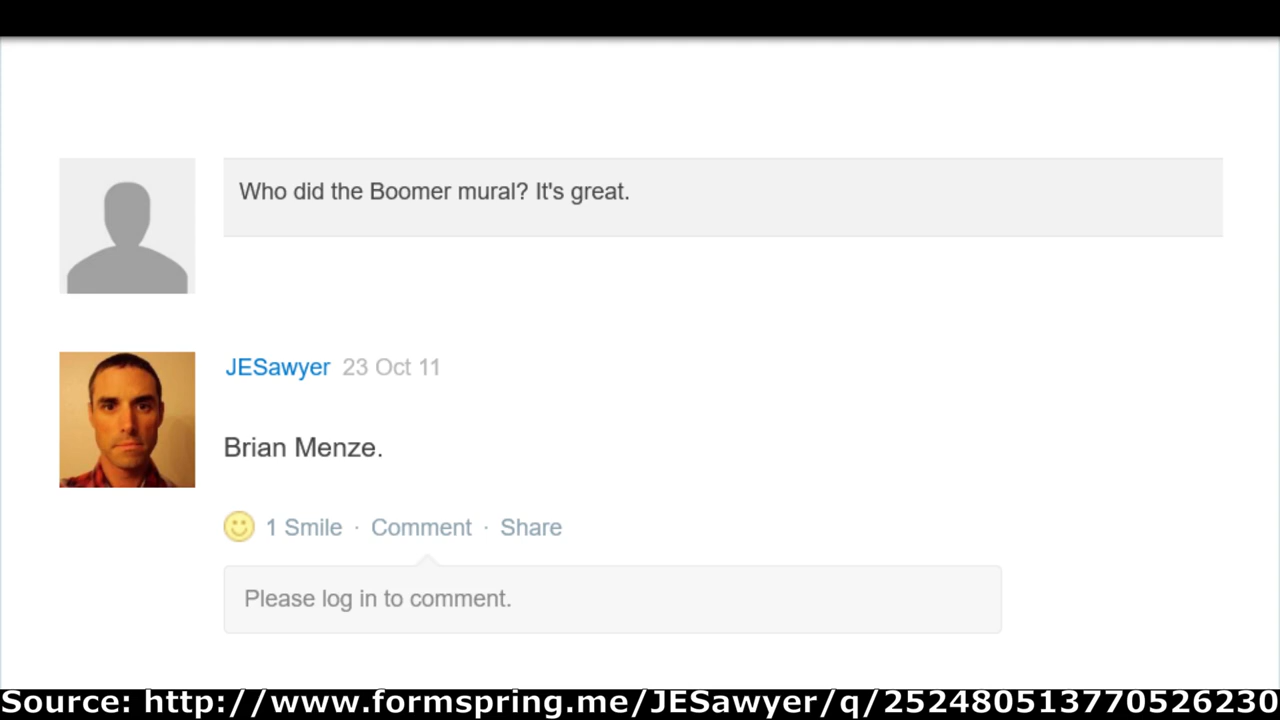 Who did the Boomer mural? It's great.
JESawyer 23 Oct 11
Brian Menze.
1 Smile · Comment · Share
Please log in to comment.
Source: http://www.formspring.me/JESawyer/q/252480513770526230